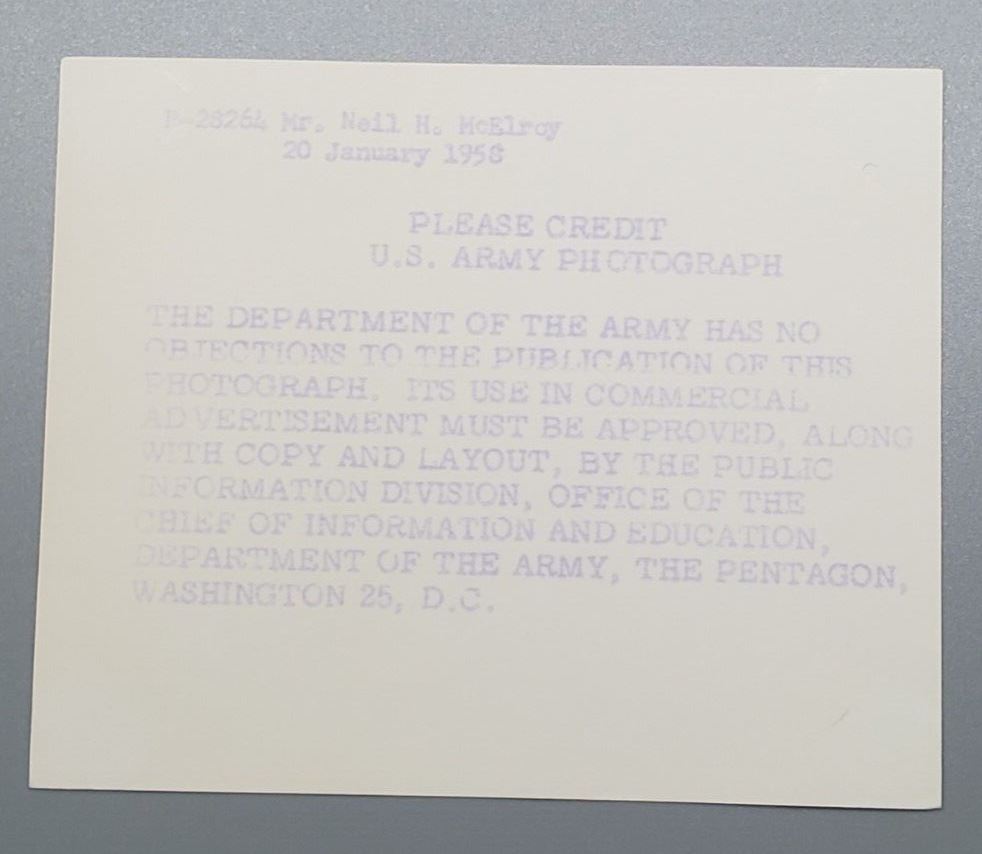 P-28264 Mr. Neil H. McElroy
20 January 1958
PLEASE CREDIT
U.S. ARMY PHOTOGRAPH
THE DEPARTMENT OF THE ARMY HAS NO
OBJECTIONS TO THE PUBLICATION OF THIS
PHOTOGRAPH. ITS USE IN COMMERCIAL
ADVERTISEMENT MUST BE APPROVED, ALONG
WITH COPY AND LAYOUT, BY THE PUBLIC
INFORMATION DIVISION, OFFICE OF THE
CHIEF OF INFORMATION AND EDUCATION,
DEPARTMENT OF THE ARMY, THE PENTAGON,
WASHINGTON 25, D.C.